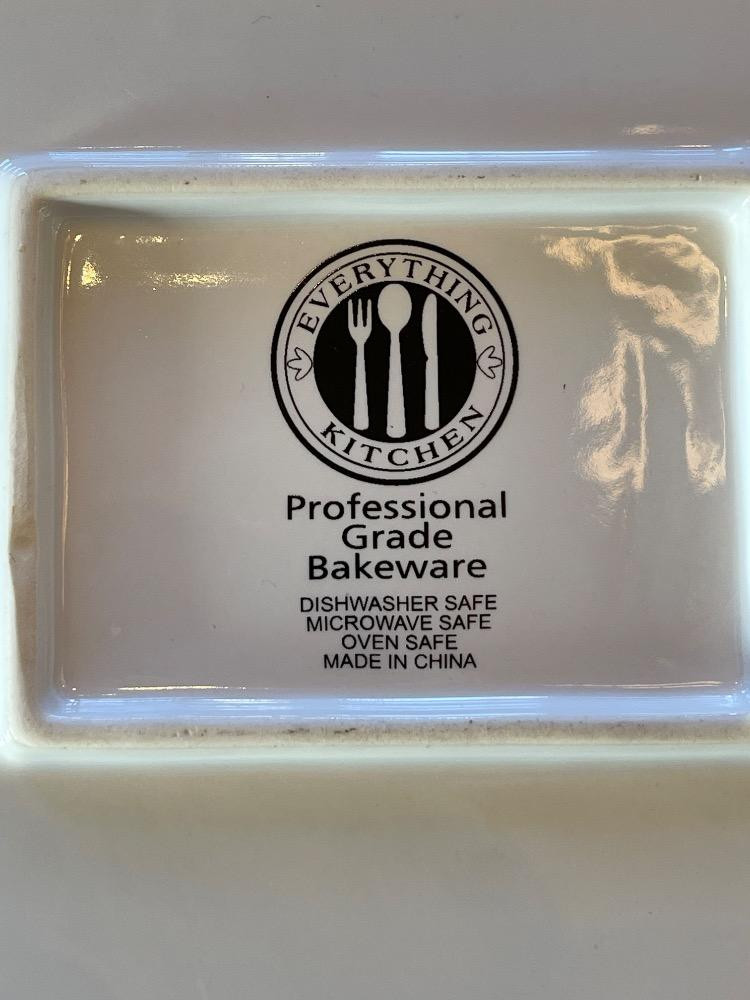 EVERYTHING
KITCHEN
Professional
Grade
Bakeware
DISHWASHER SAFE
MICROWAVE SAFE
OVEN SAFE
MADE IN CHINA